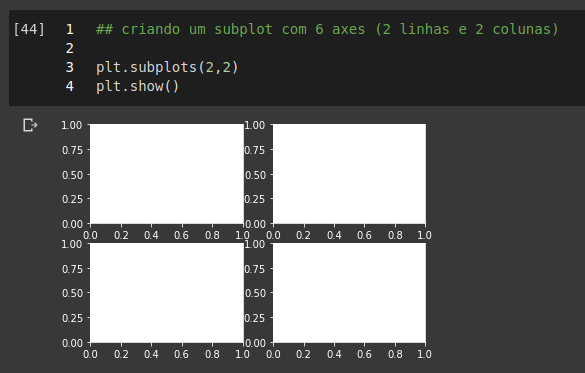 [44] 1 ## criando um subplot com 6 axes (2 linhas e 2 colunas)
2
3 plt.subplots(2,2)
4 plt.show()
1.00 1.00
0.75 0.75
0.50 0.50
0.25 0.25
0.00 0.00
0.0 0.2 0.4 0.6 0.8 1.0 0.0 0.2 0.4 0.6 0.8 1.0
1.00 1.00
0.75 0.75
0.50 0.50
0.25 0.25
0.00 0.00
0.0 0.2 0.4 0.6 0.8 1.0 0.0 0.2 0.4 0.6 0.8 1.0